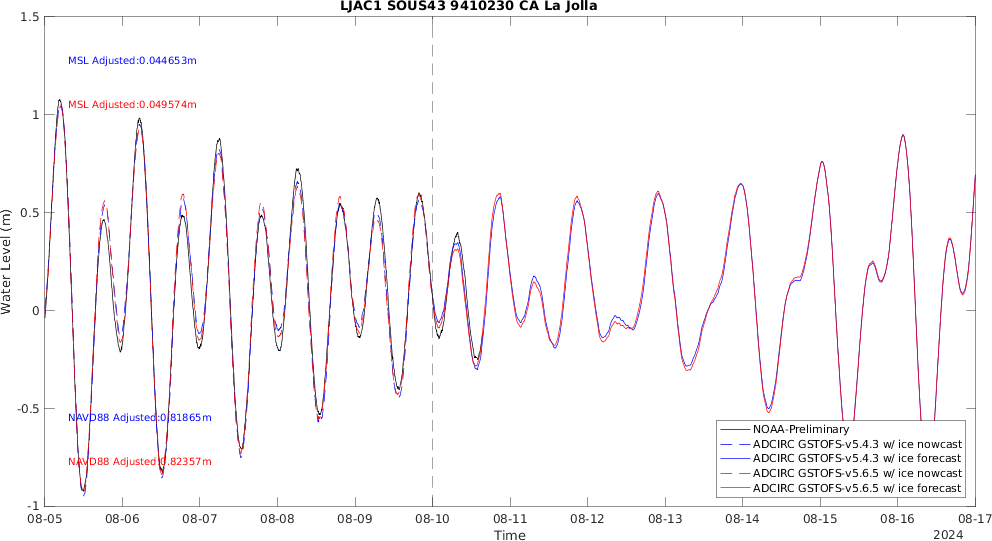 LJAC1 SOUS43 9410230 CA La Jolla
1.5
MSL Adjusted:0.044653m
MSL Adjusted:0.049574m
1
0.5
Water Level (m)
0
-0.5
NAVD88 Adjusted:0.81865m
NAVD88 Adjusted:0.82357m
-1
NOAA-Preliminary
ADCIRC GSTOFS-v5.4.3 w/ ice nowcast
ADCIRC GSTOFS-v5.4.3 w/ ice forecast
ADCIRC GSTOFS-v5.6.5 w/ ice nowcast
ADCIRC GSTOFS-v5.6.5 w/ ice forecast
08-05 08-06 08-07 08-08 08-09 08-10 08-11 08-12 08-13 08-14 08-15 08-16 08-17
Time
2024